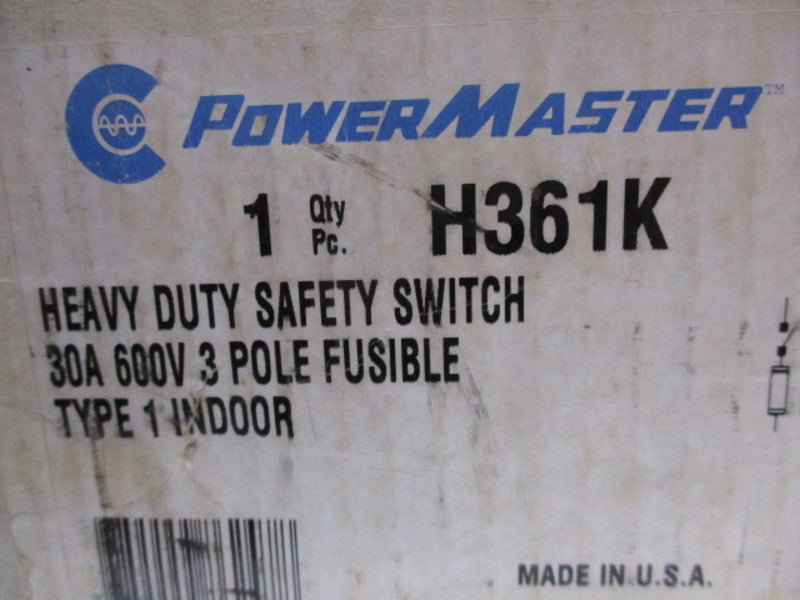 POWERMASTER™
1 Qty Pc. H361K
HEAVY DUTY SAFETY SWITCH
30A 600V 3 POLE FUSIBLE
TYPE 1 INDOOR
MADE IN U.S.A.